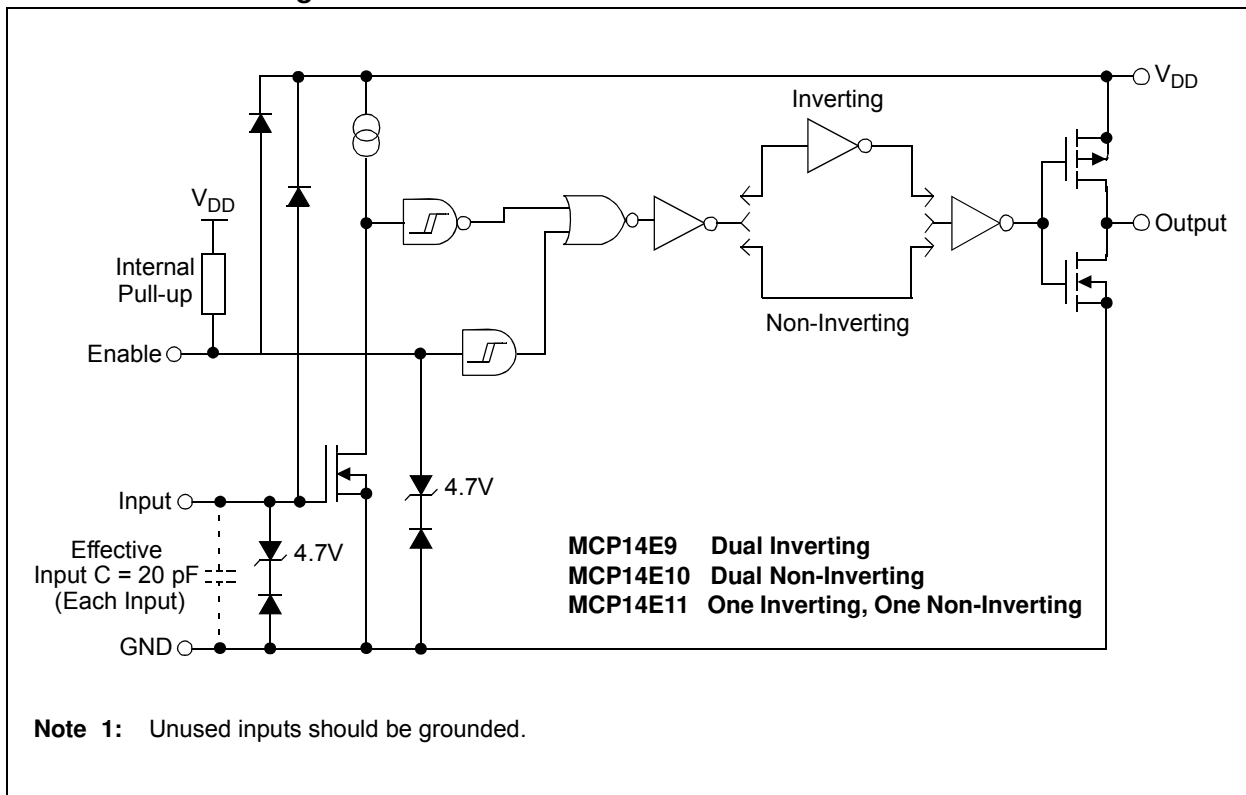 V_DD
Inverting
V_DD
Output
Internal
Pull-up
Non-Inverting
Enable
4.7V
Input
Effective
Input C = 20 pF
(Each Input)
4.7V
MCP14E9 Dual Inverting
MCP14E10 Dual Non-Inverting
MCP14E11 One Inverting, One Non-Inverting
GND
Note 1: Unused inputs should be grounded.